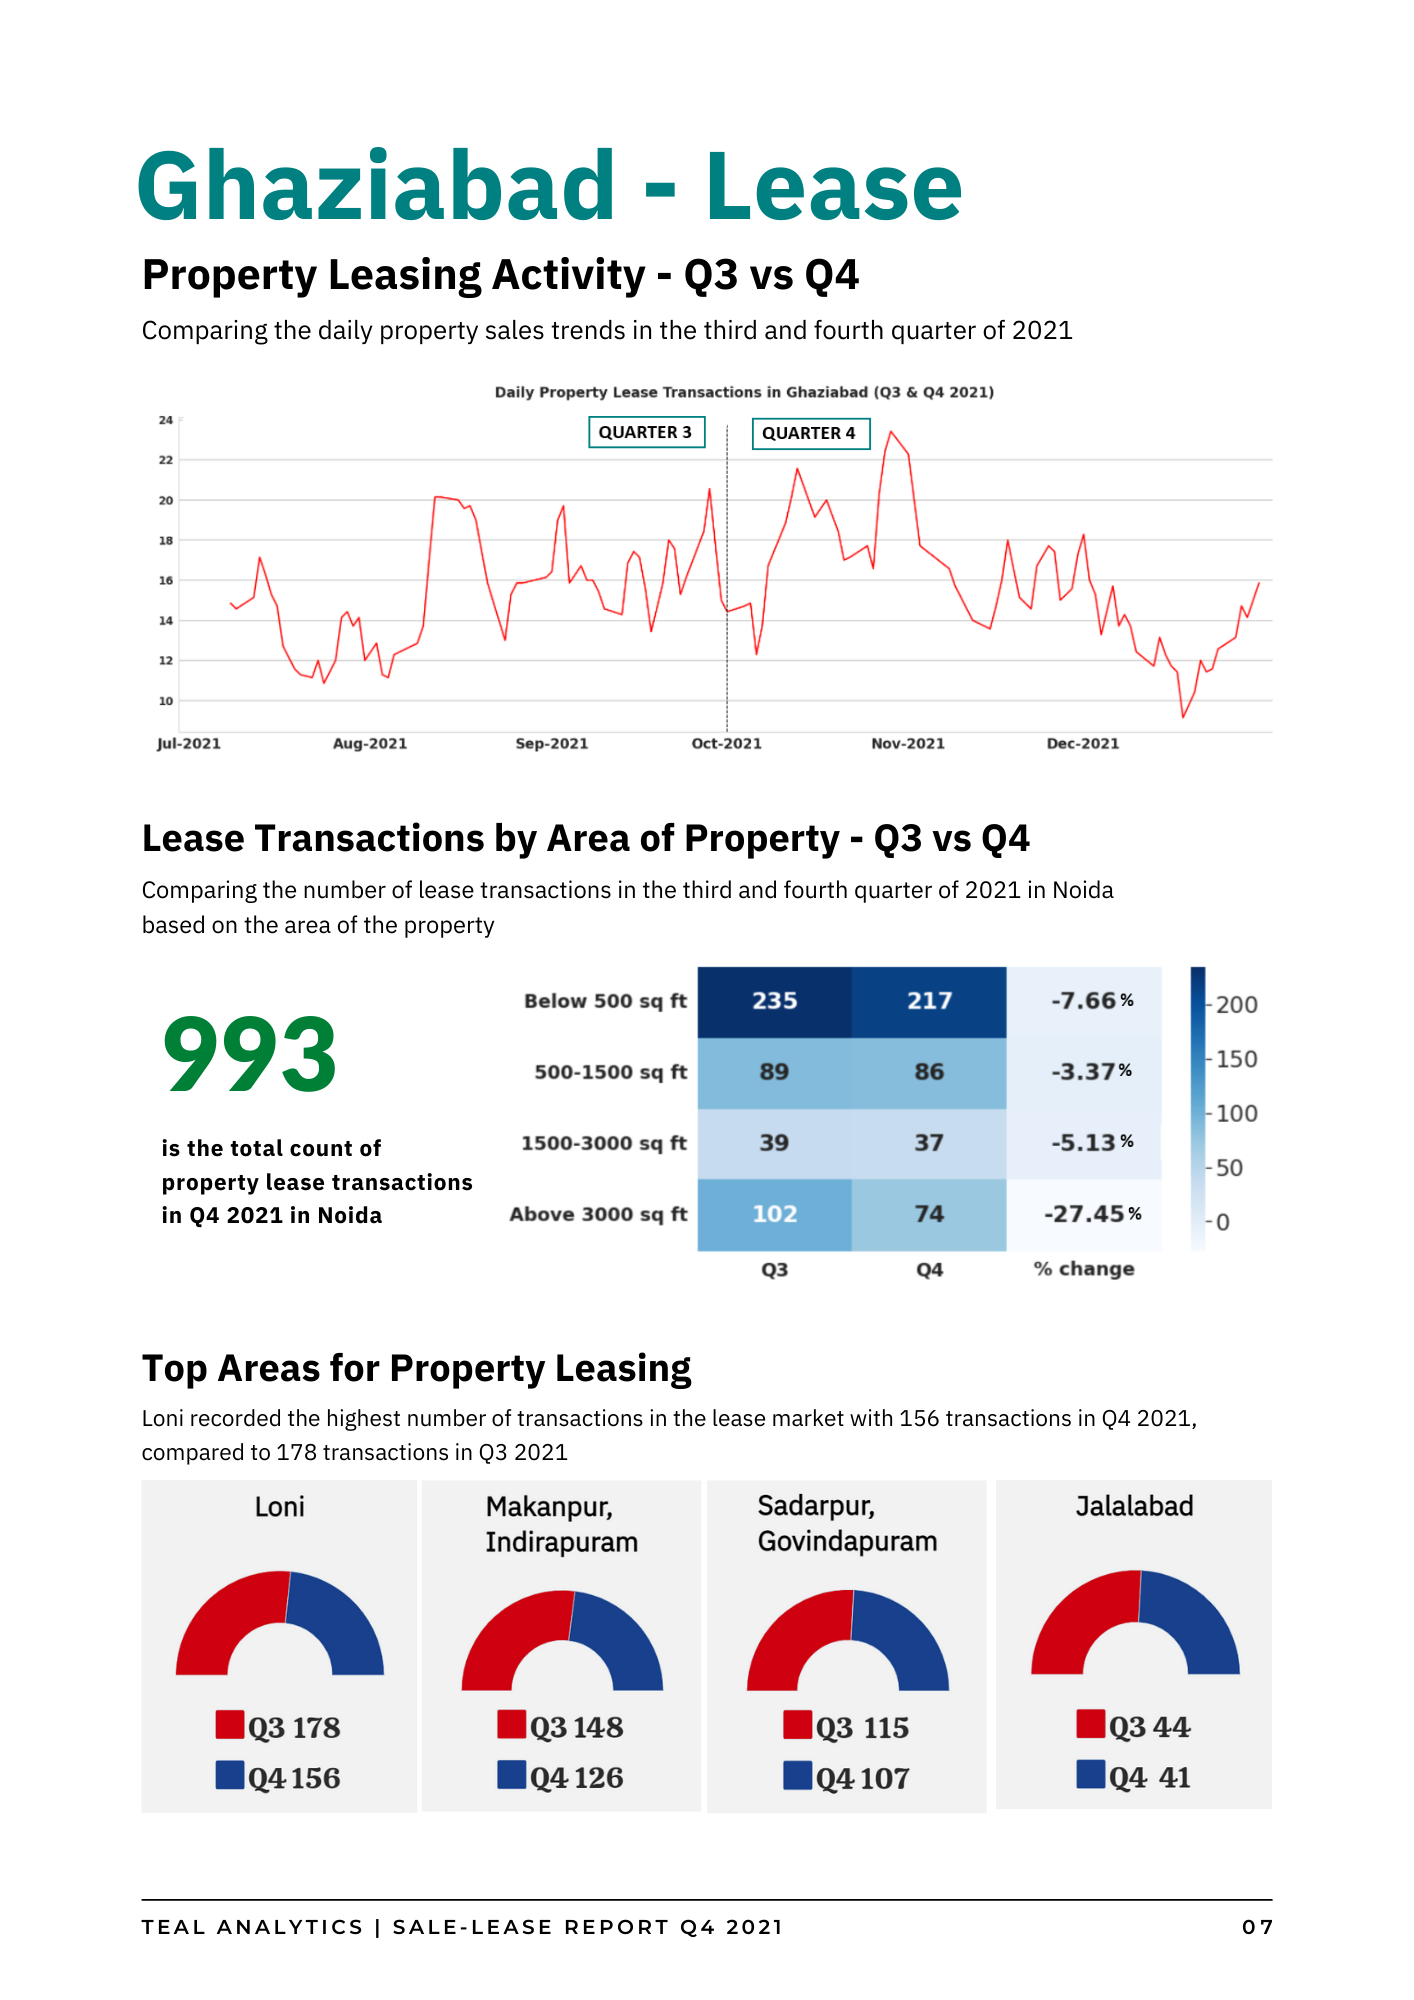 Ghaziabad - Lease
Property Leasing Activity - Q3 vs Q4
Comparing the daily property sales trends in the third and fourth quarter of 2021
Daily Property Lease Transactions in Ghaziabad (Q3 & Q4 2021)
QUARTER 3
QUARTER 4
24
22
20
18
16
14
12
10
Jul-2021 Aug-2021 Sep-2021 Oct-2021 Nov-2021 Dec-2021
Lease Transactions by Area of Property - Q3 vs Q4
Comparing the number of lease transactions in the third and fourth quarter of 2021 in Noida
based on the area of the property
993
is the total count of
property lease transactions
in Q4 2021 in Noida
Below 500 sq ft 235 217 -7.66 %
500-1500 sq ft 89 86 -3.37 %
1500-3000 sq ft 39 37 -5.13 %
Above 3000 sq ft 102 74 -27.45 %
Q3 Q4 % change
200
150
100
50
0
Top Areas for Property Leasing
Loni recorded the highest number of transactions in the lease market with 156 transactions in Q4 2021,
compared to 178 transactions in Q3 2021
Loni
Q3 178
Q4 156
Makanpur,
Indirapuram
Q3 148
Q4 126
Sadarpur,
Govindapuram
Q3 115
Q4 107
Jalalabad
Q3 44
Q4 41
TEAL ANALYTICS | SALE-LEASE REPORT Q4 2021 07